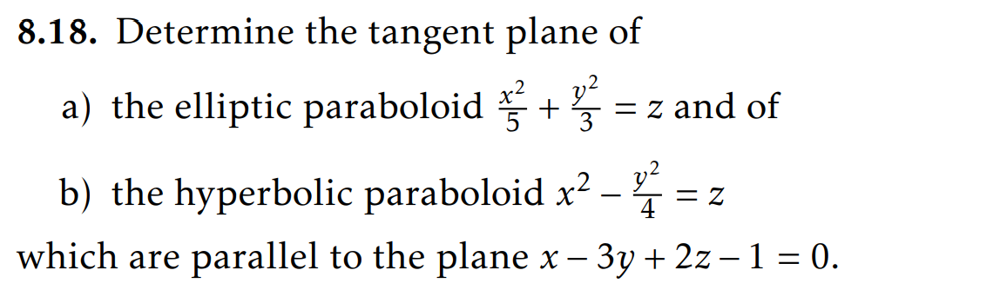 8.18. Determine the tangent plane of
a) the elliptic paraboloid $\frac{x^2}{5} + \frac{y^2}{3} = z$ and of
b) the hyperbolic paraboloid $x^2 - \frac{y^2}{4} = z$
which are parallel to the plane $x - 3y + 2z - 1 = 0$.